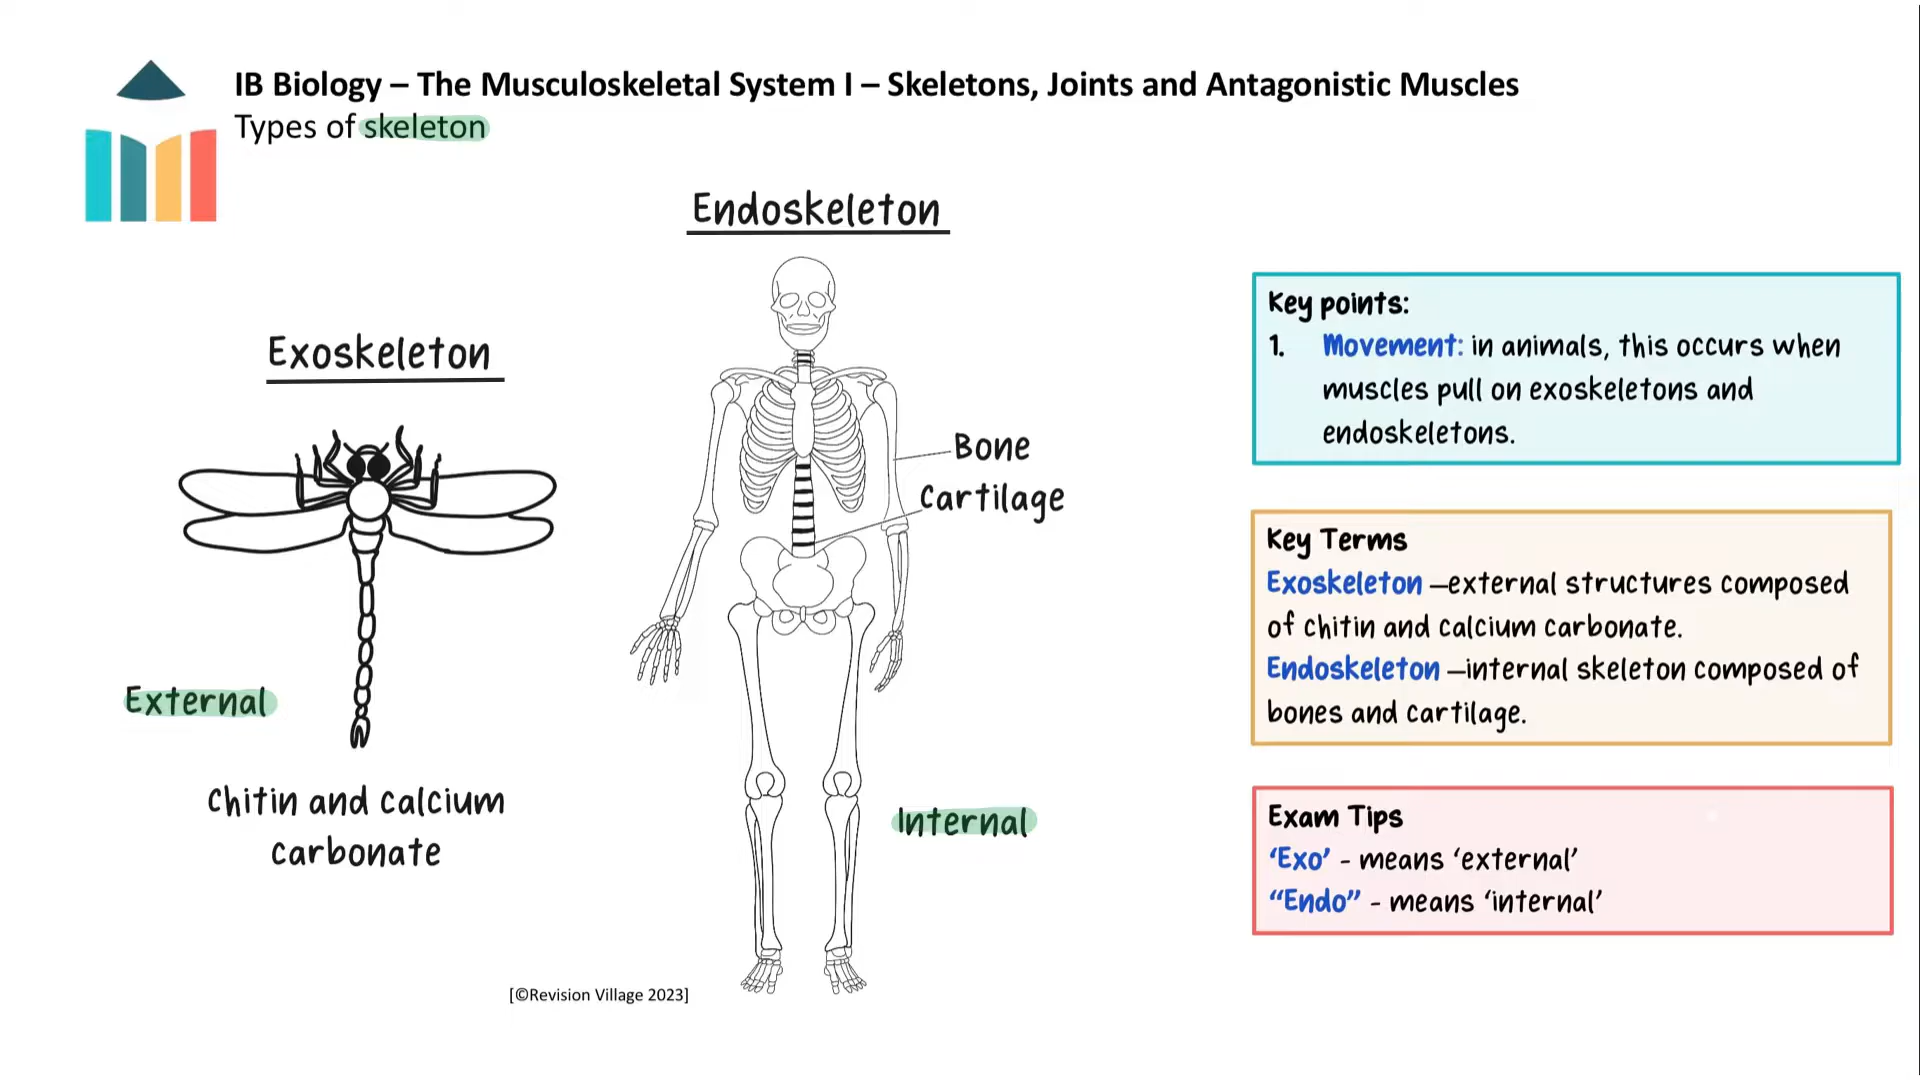 IB Biology – The Musculoskeletal System I – Skeletons, Joints and Antagonistic Muscles
Types of skeleton
Endoskeleton
Exoskeleton
Bone
Cartilage
External
Chitin and calcium
carbonate
Internal
[©Revision Village 2023]
Key points:
1. Movement: in animals, this occurs when
muscles pull on exoskeletons and
endoskeletons.
Key Terms
Exoskeleton –external structures composed
of chitin and calcium carbonate.
Endoskeleton –internal skeleton composed of
bones and cartilage.
Exam Tips
‘Exo’ - means ‘external’
“Endo” - means ‘internal’